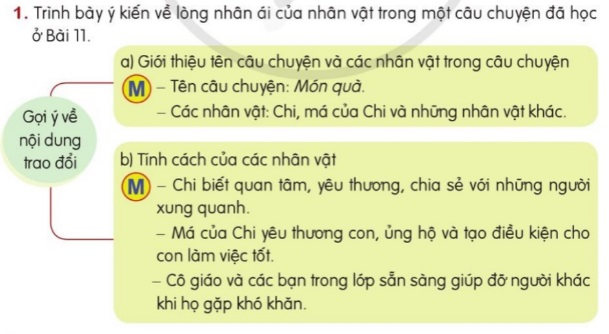 1. Trình bày ý kiến về lòng nhân ái của nhân vật trong một câu chuyện đã học
ở Bài 11.
Gợi ý về
nội dung
trao đổi
a) Giới thiệu tên câu chuyện và các nhân vật trong câu chuyện
M – Tên câu chuyện: Món quà.
– Các nhân vật: Chi, má của Chi và những nhân vật khác.
b) Tính cách của các nhân vật
M – Chi biết quan tâm, yêu thương, chia sẻ với những người
xung quanh.
– Má của Chi yêu thương con, ủng hộ và tạo điều kiện cho
con làm việc tốt.
– Cô giáo và các bạn trong lớp sẵn sàng giúp đỡ người khác
khi họ gặp khó khăn.